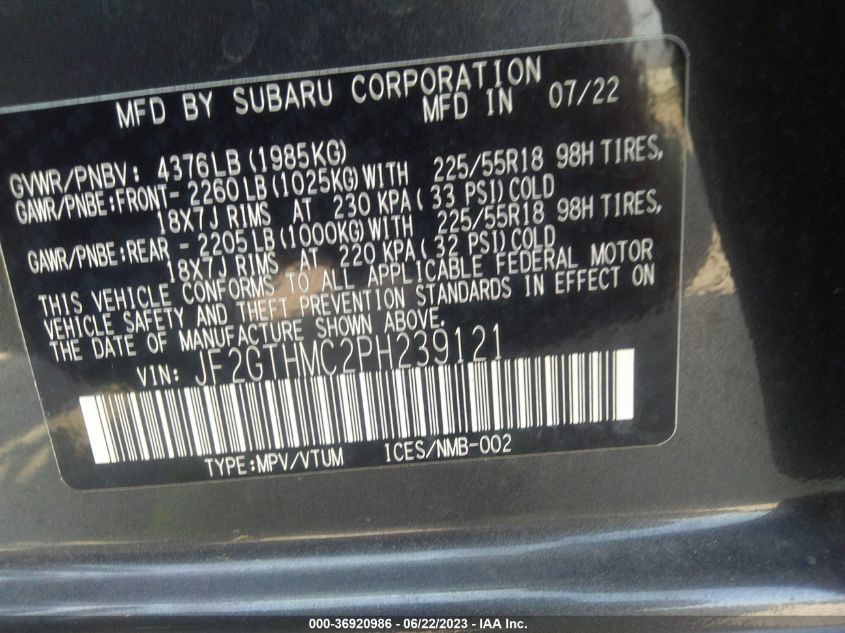 MFD BY SUBARU CORPORATION
MFD IN 07/22
GVWR/PNBV: 4376LB(1985KG)
GAWR/PNBE:FRONT- 2260LB(1025KG)WITH 225/55R18 98H TIRES,
18X7J RIMS AT 230 KPA( 33 PSI)COLD
GAWR/PNBE:REAR - 2205LB(1000KG)WITH 225/55R18 98H TIRES,
18X7J RIMS AT 220 KPA( 32 PSI)COLD
THIS VEHICLE CONFORMS TO ALL APPLICABLE FEDERAL MOTOR
VEHICLE SAFETY AND THEFT PREVENTION STANDARDS IN EFFECT ON
THE DATE OF MANUFACTURE SHOWN ABOVE.
VIN: JF2GTHMC2PH239121
TYPE:MPV/VTUM ICES/NMB-002
000-36920986 - 06/22/2023 - IAA, Inc.